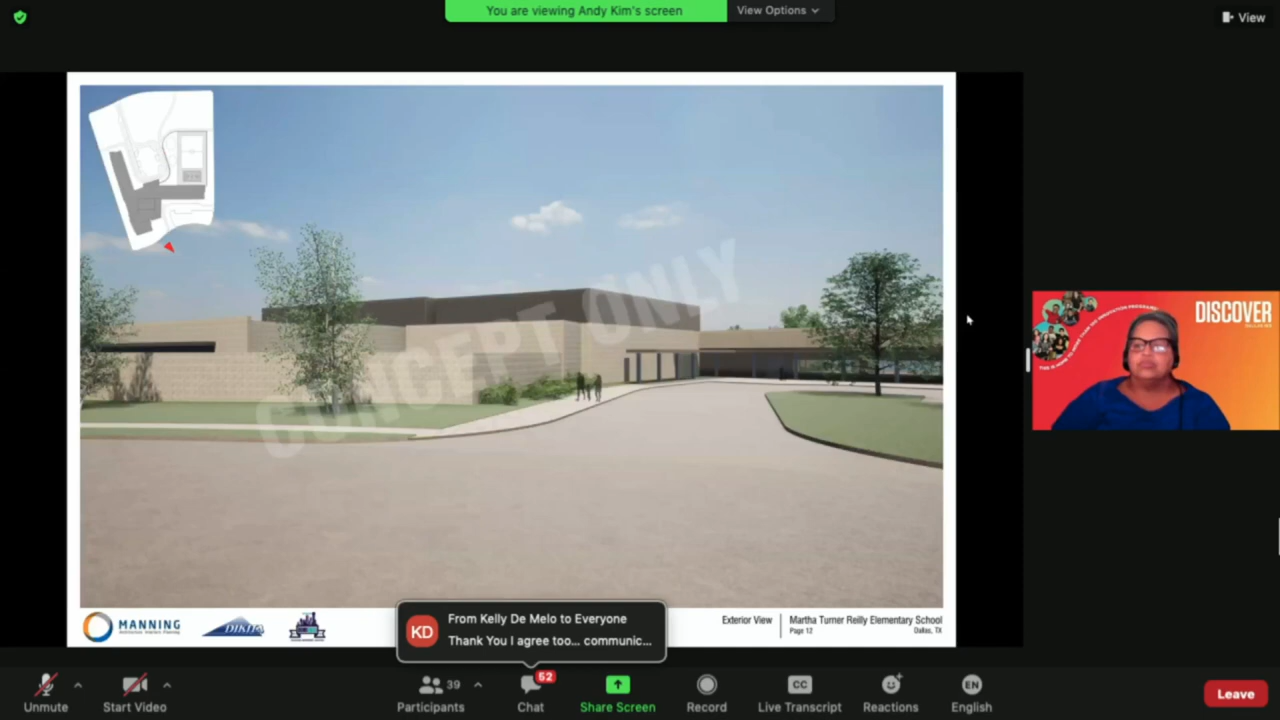 You are viewing Andy Kim's screen
View Options
View
CONCEPT ONLY
DISCOVER
MANNING
DIKITA
Exterior View
Martha Turner Reilly Elementary School
Page 12
Dallas, TX
KD
From Kelly De Melo to Everyone
Thank You I agree too... communic...
Unmute
Start Video
39
Participants
52
Chat
Share Screen
Record
CC
Live Transcript
Reactions
EN
English
Leave